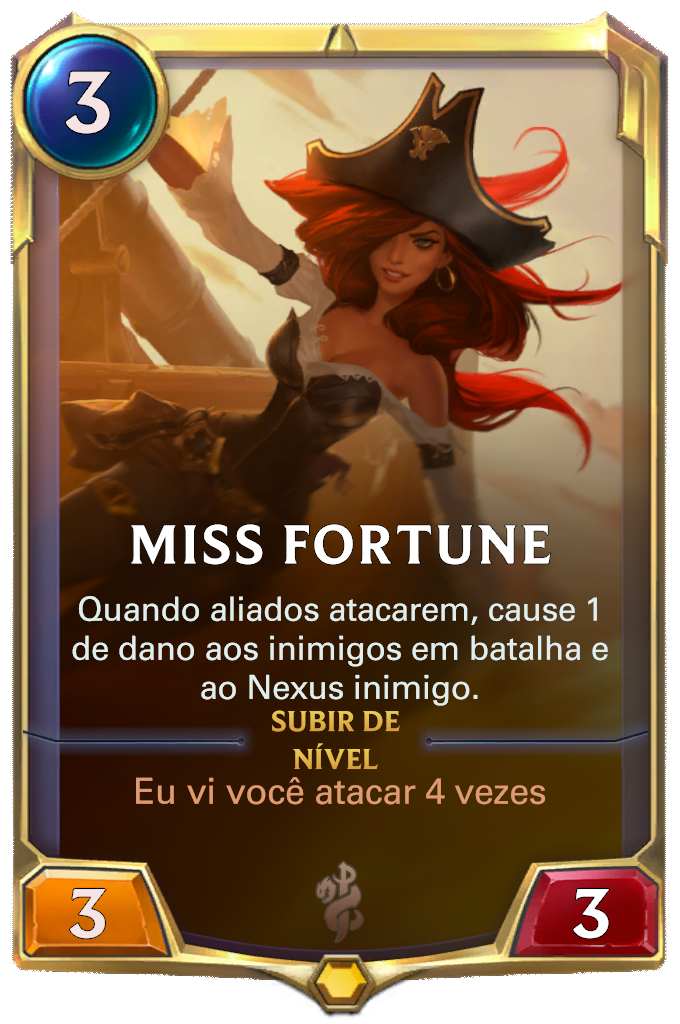 3
MISS FORTUNE
Quando aliados atacarem, cause 1
de dano aos inimigos em batalha e
ao Nexus inimigo.
SUBIR DE
NÍVEL
Eu vi você atacar 4 vezes
3
3